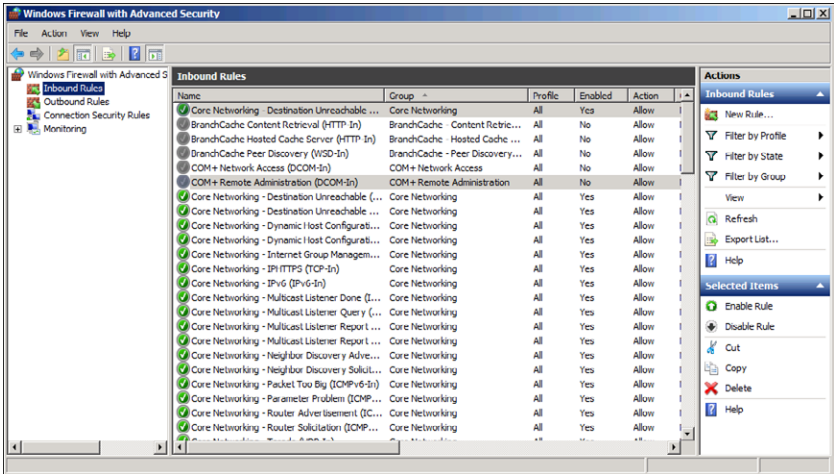 Windows Firewall with Advanced Security
File Action View Help
Windows Firewall with Advanced S
Inbound Rules
Outbound Rules
Connection Security Rules
Monitoring
Inbound Rules
Name Group Profile Enabled Action
Core Networking - Destination Unreachable ... Core Networking All Yes Allow
BranchCache Content Retrieval (HTTP-In) BranchCache - Content Retrie... All No Allow
BranchCache Hosted Cache Server (HTTP-In) BranchCache - Hosted Cache ... All No Allow
BranchCache Peer Discovery (WSD-In) BranchCache - Peer Discovery... All No Allow
COM+ Network Access (DCOM-In) COM+ Network Access All No Allow
COM+ Remote Administration (DCOM-In) COM+ Remote Administration All No Allow
Core Networking - Destination Unreachable (... Core Networking All Yes Allow
Core Networking - Destination Unreachable ... Core Networking All Yes Allow
Core Networking - Dynamic Host Configurati... Core Networking All Yes Allow
Core Networking - Dynamic Host Configurati... Core Networking All Yes Allow
Core Networking - Internet Group Managem... Core Networking All Yes Allow
Core Networking - IPHTTPS (TCP-In) Core Networking All Yes Allow
Core Networking - IPv6 (IPv6-In) Core Networking All Yes Allow
Core Networking - Multicast Listener Done (I... Core Networking All Yes Allow
Core Networking - Multicast Listener Query (... Core Networking All Yes Allow
Core Networking - Multicast Listener Report ... Core Networking All Yes Allow
Core Networking - Multicast Listener Report ... Core Networking All Yes Allow
Core Networking - Neighbor Discovery Adve... Core Networking All Yes Allow
Core Networking - Neighbor Discovery Solicit... Core Networking All Yes Allow
Core Networking - Packet Too Big (ICMPv6-In) Core Networking All Yes Allow
Core Networking - Parameter Problem (ICMP... Core Networking All Yes Allow
Core Networking - Router Advertisement (IC... Core Networking All Yes Allow
Core Networking - Router Solicitation (ICMP... Core Networking All Yes Allow
Actions
Inbound Rules
New Rule...
Filter by Profile
Filter by State
Filter by Group
View
Refresh
Export List...
Help
Selected Items
Enable Rule
Disable Rule
Cut
Copy
Delete
Help